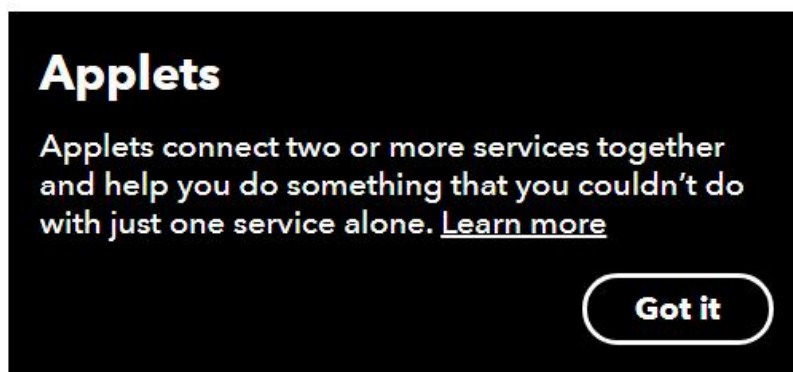 Applets
Applets connect two or more services together
and help you do something that you couldn’t do
with just one service alone. Learn more
Got it